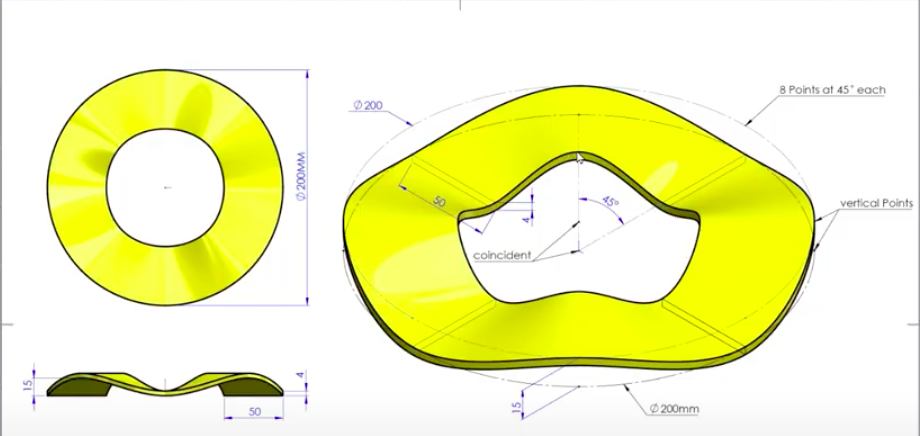 ∅200
8 Points at 45° each
∅200MM
50
4
45°
vertical Points
coincident
15
4
50
15
∅200mm